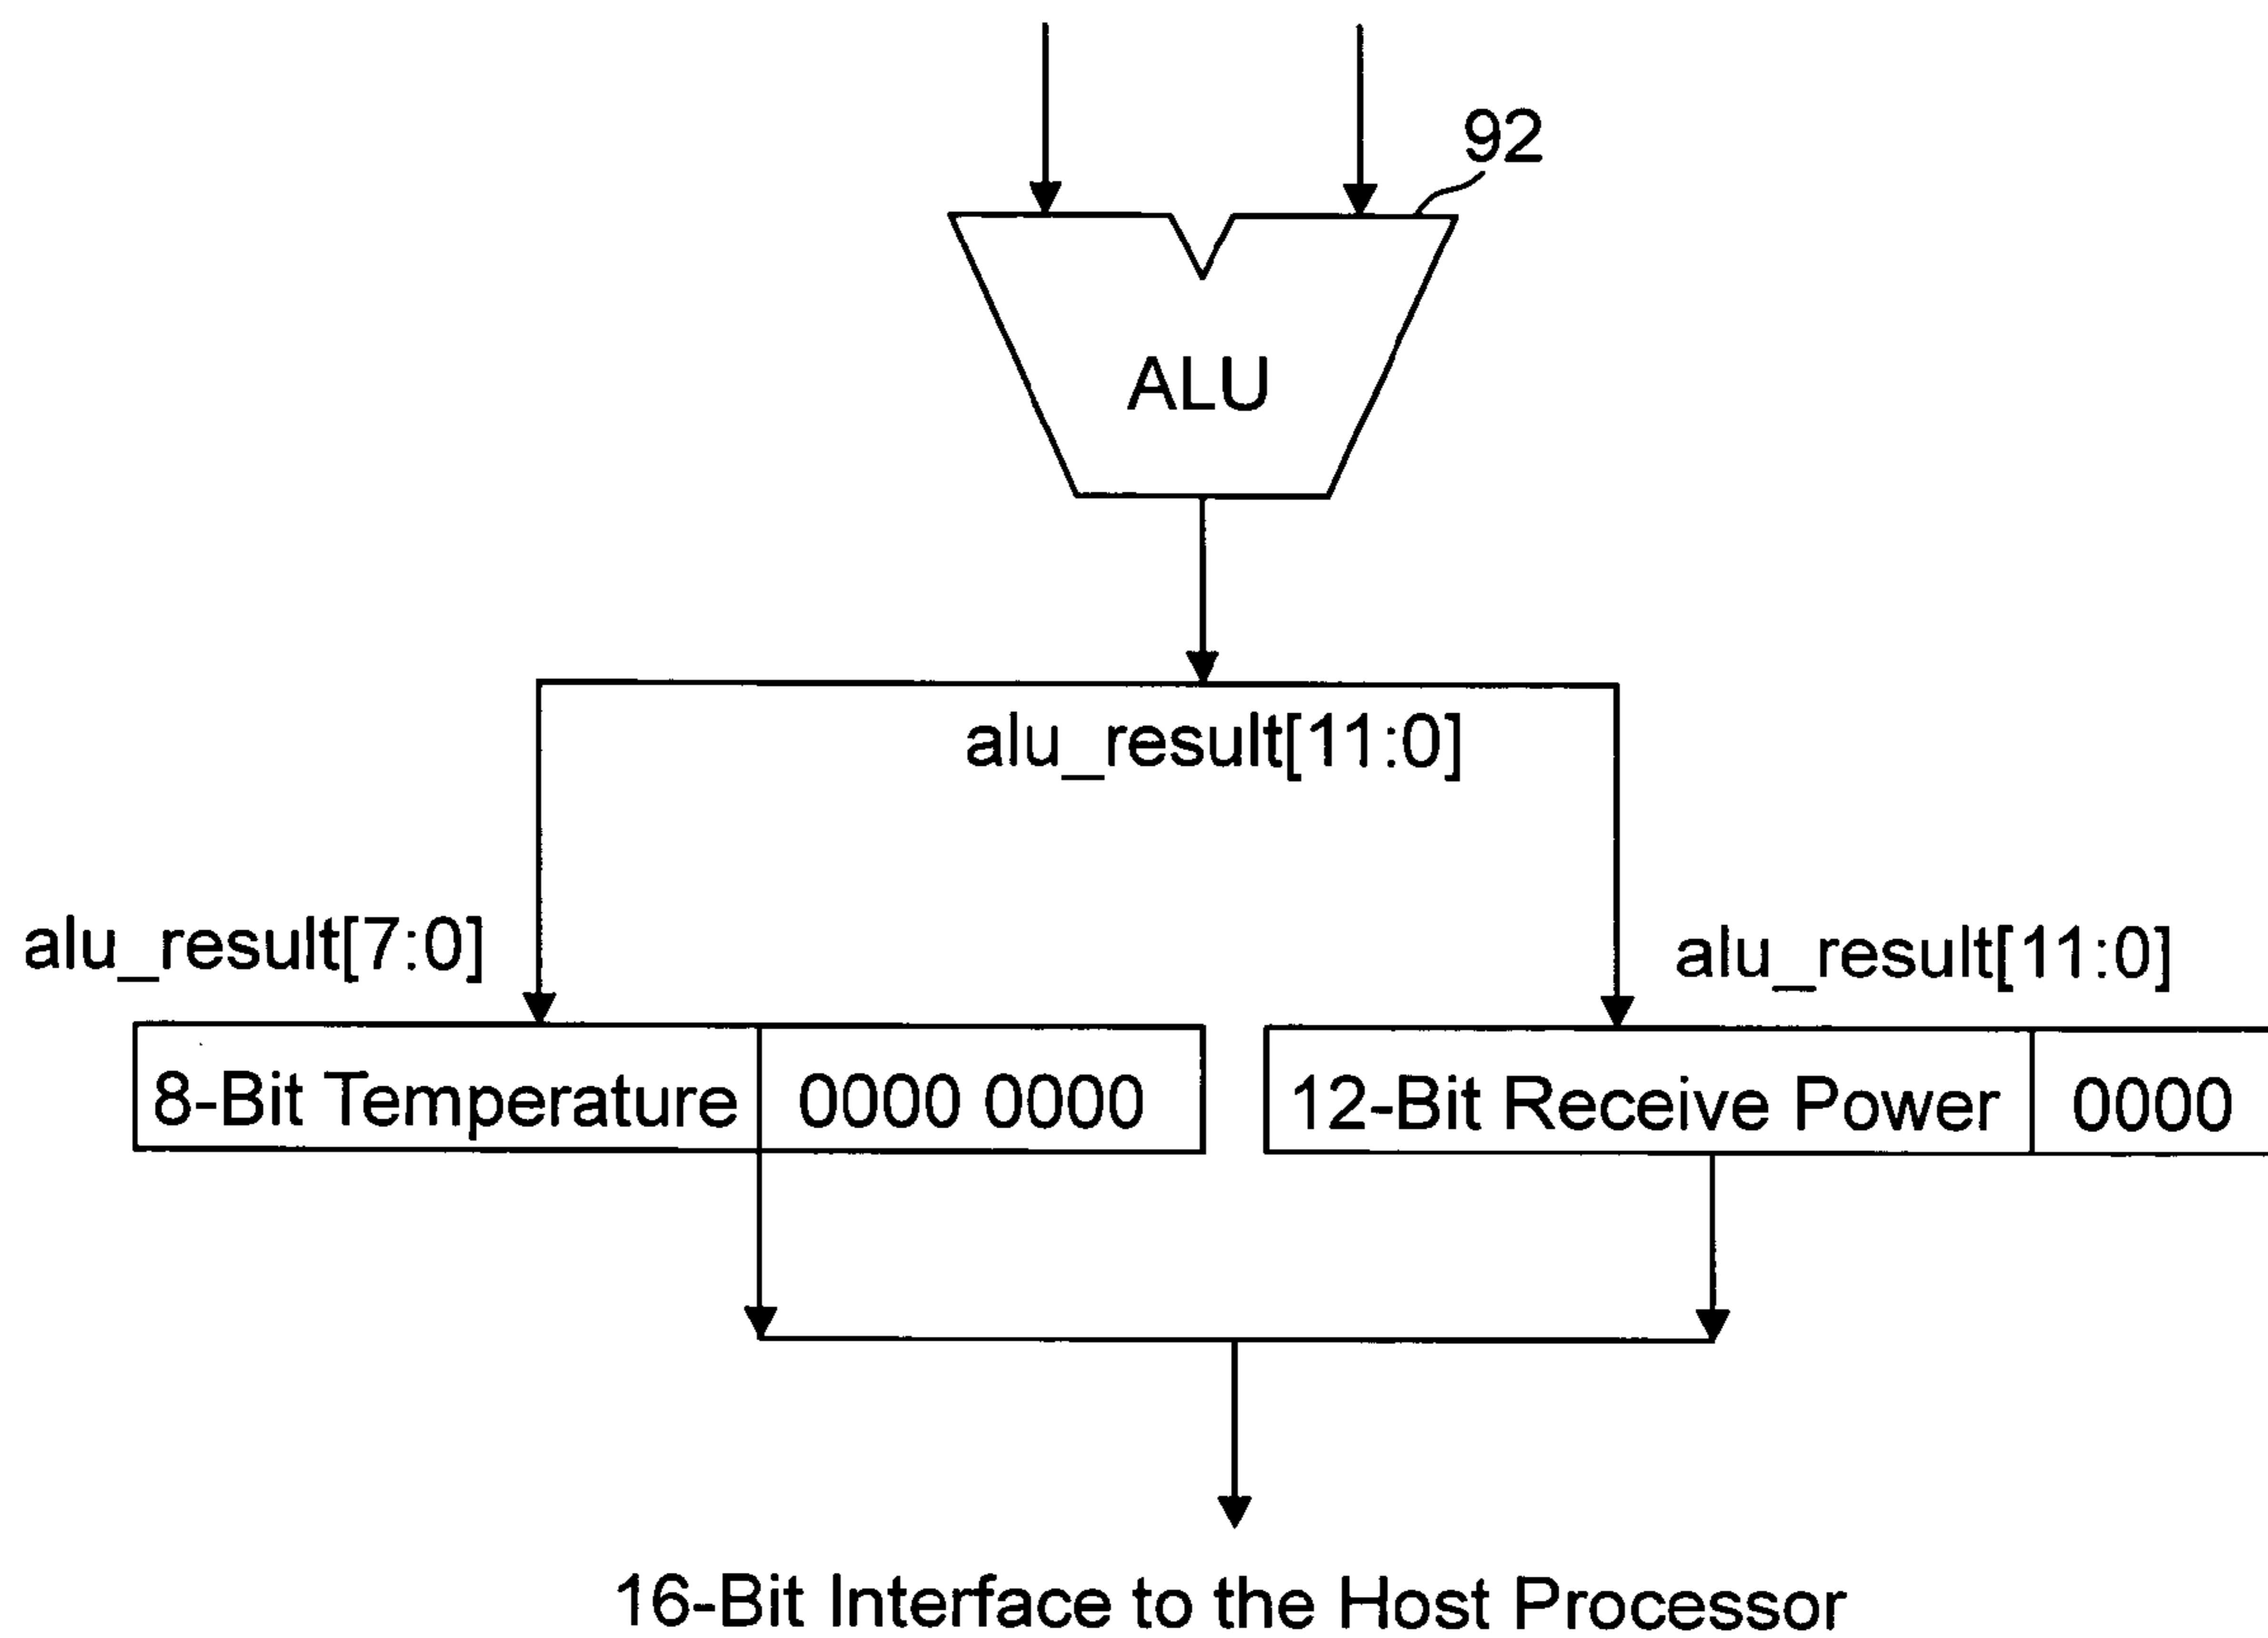 92
ALU
alu_result[11:0]
alu_result[7:0]
alu_result[11:0]
8-Bit Temperature 0000 0000
12-Bit Receive Power 0000
16-Bit Interface to the Host Processor